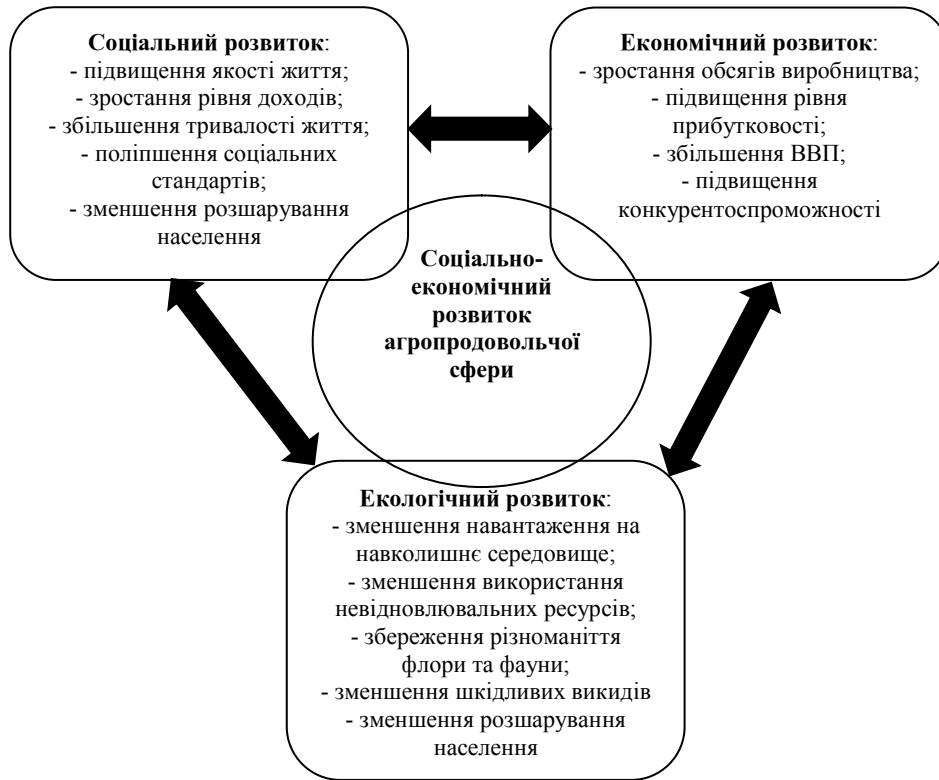 Соціальний розвиток:
- підвищення якості життя;
- зростання рівня доходів;
- збільшення тривалості життя;
- поліпшення соціальних
стандартів;
- зменшення розшарування
населення
Економічний розвиток:
- зростання обсягів виробництва;
- підвищення рівня
прибутковості;
- збільшення ВВП;
- підвищення
конкурентоспроможності
Соціально-
економічний
розвиток
агропродовольчої
сфери
Екологічний розвиток:
- зменшення навантаження на
навколишнє середовище;
- зменшення використання
невідновлювальних ресурсів;
- збереження різноманіття
флори та фауни;
- зменшення шкідливих викидів
- зменшення розшарування
населення